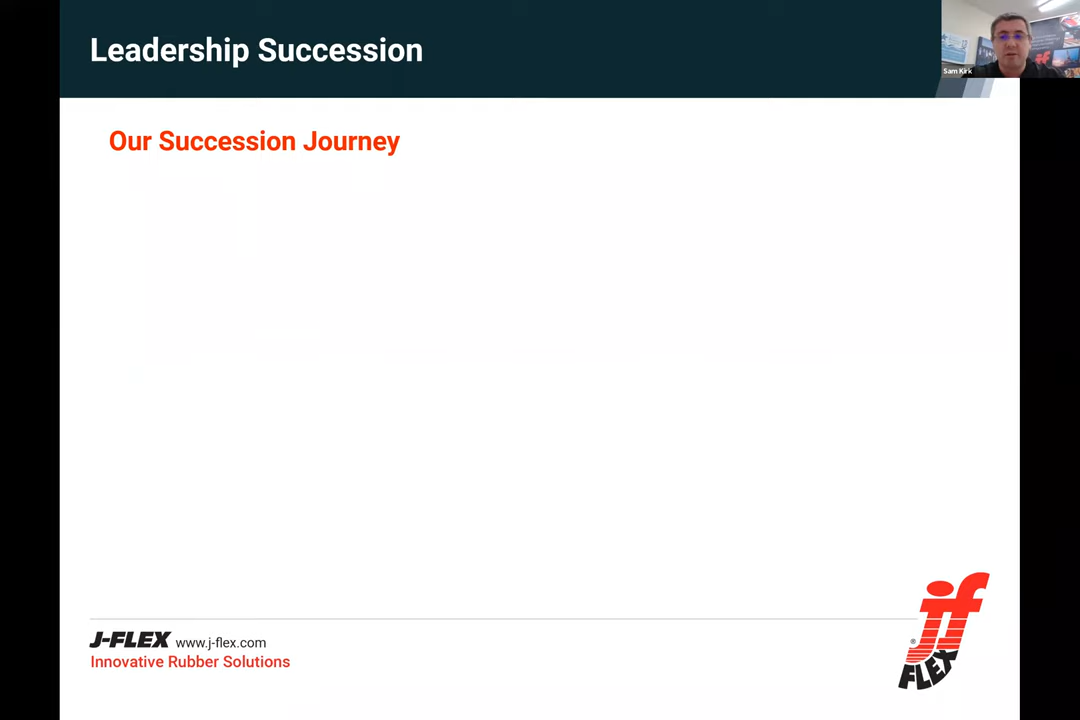 Leadership Succession
Sam Kirk
Our Succession Journey
J-FLEX www.j-flex.com
Innovative Rubber Solutions
jf
®
FLEX